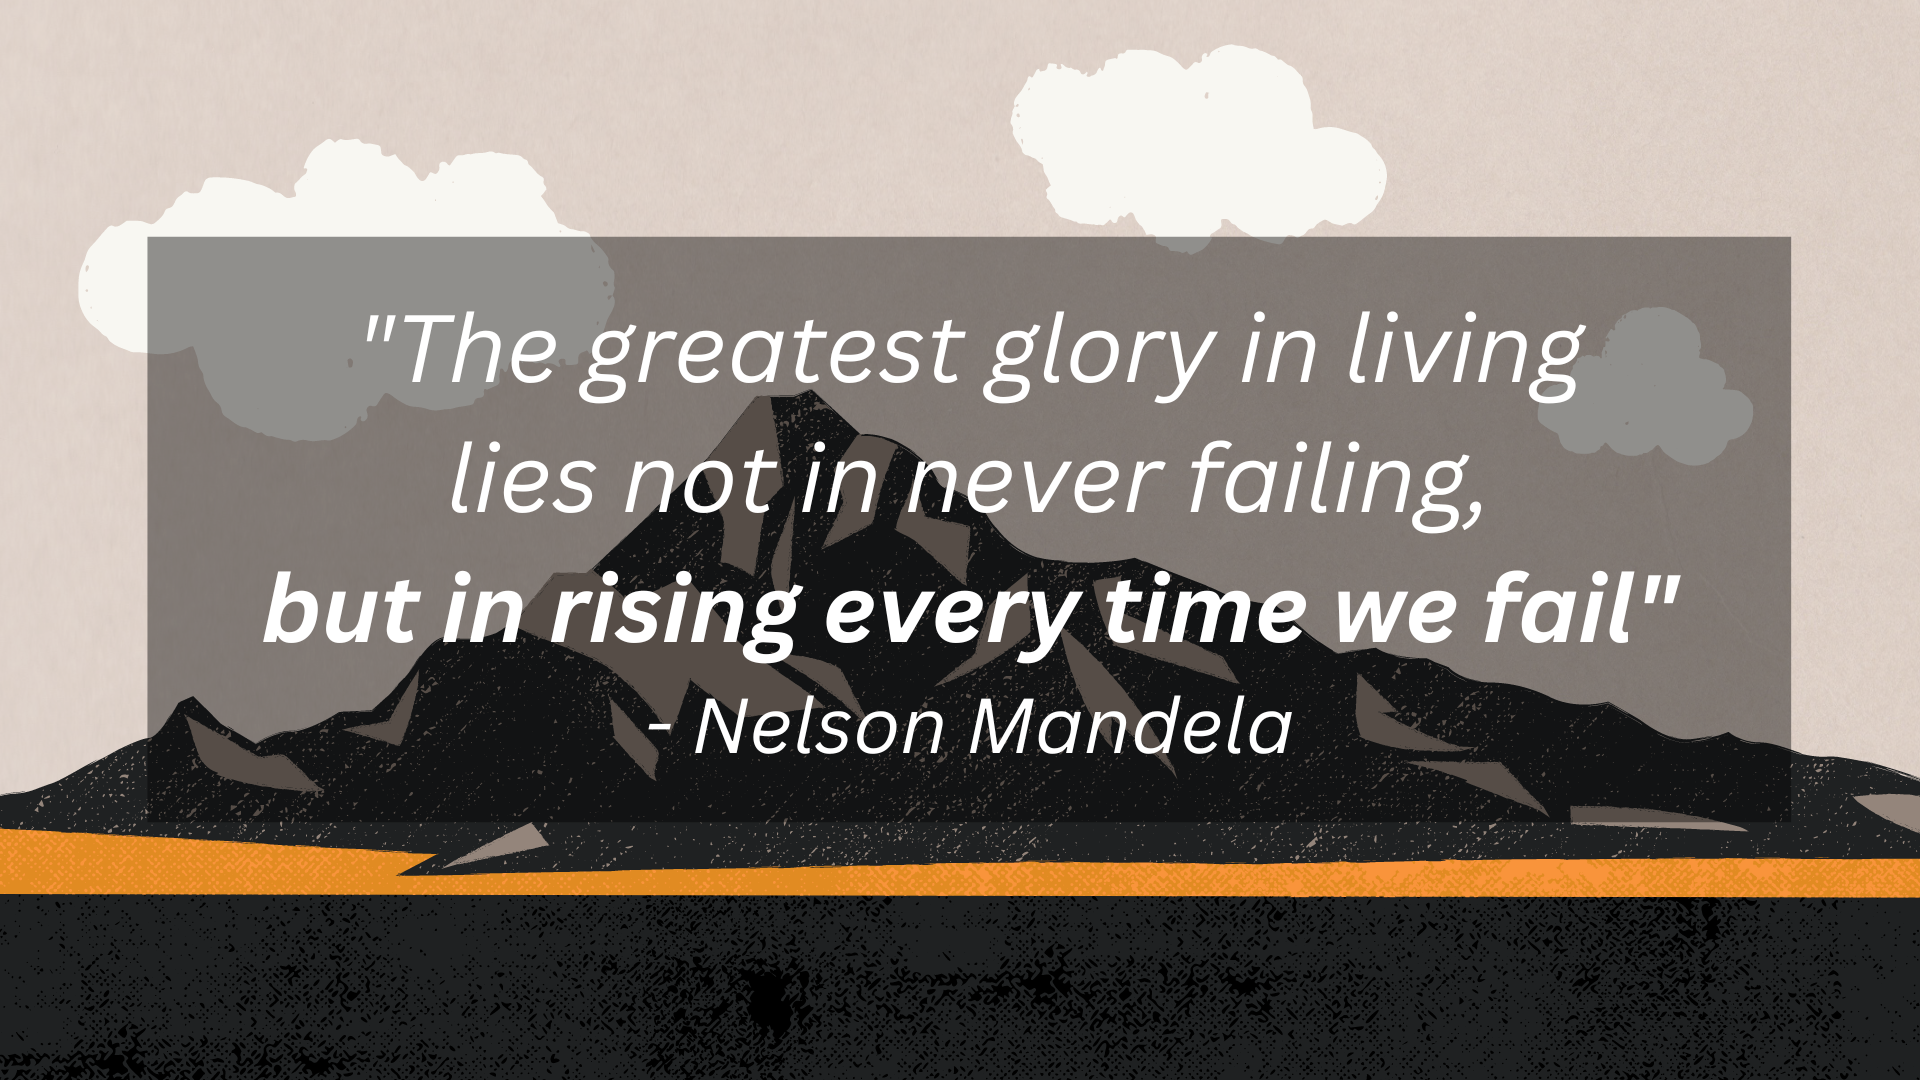 "The greatest glory in living
lies not in never failing,
but in rising every time we fail"
- Nelson Mandela